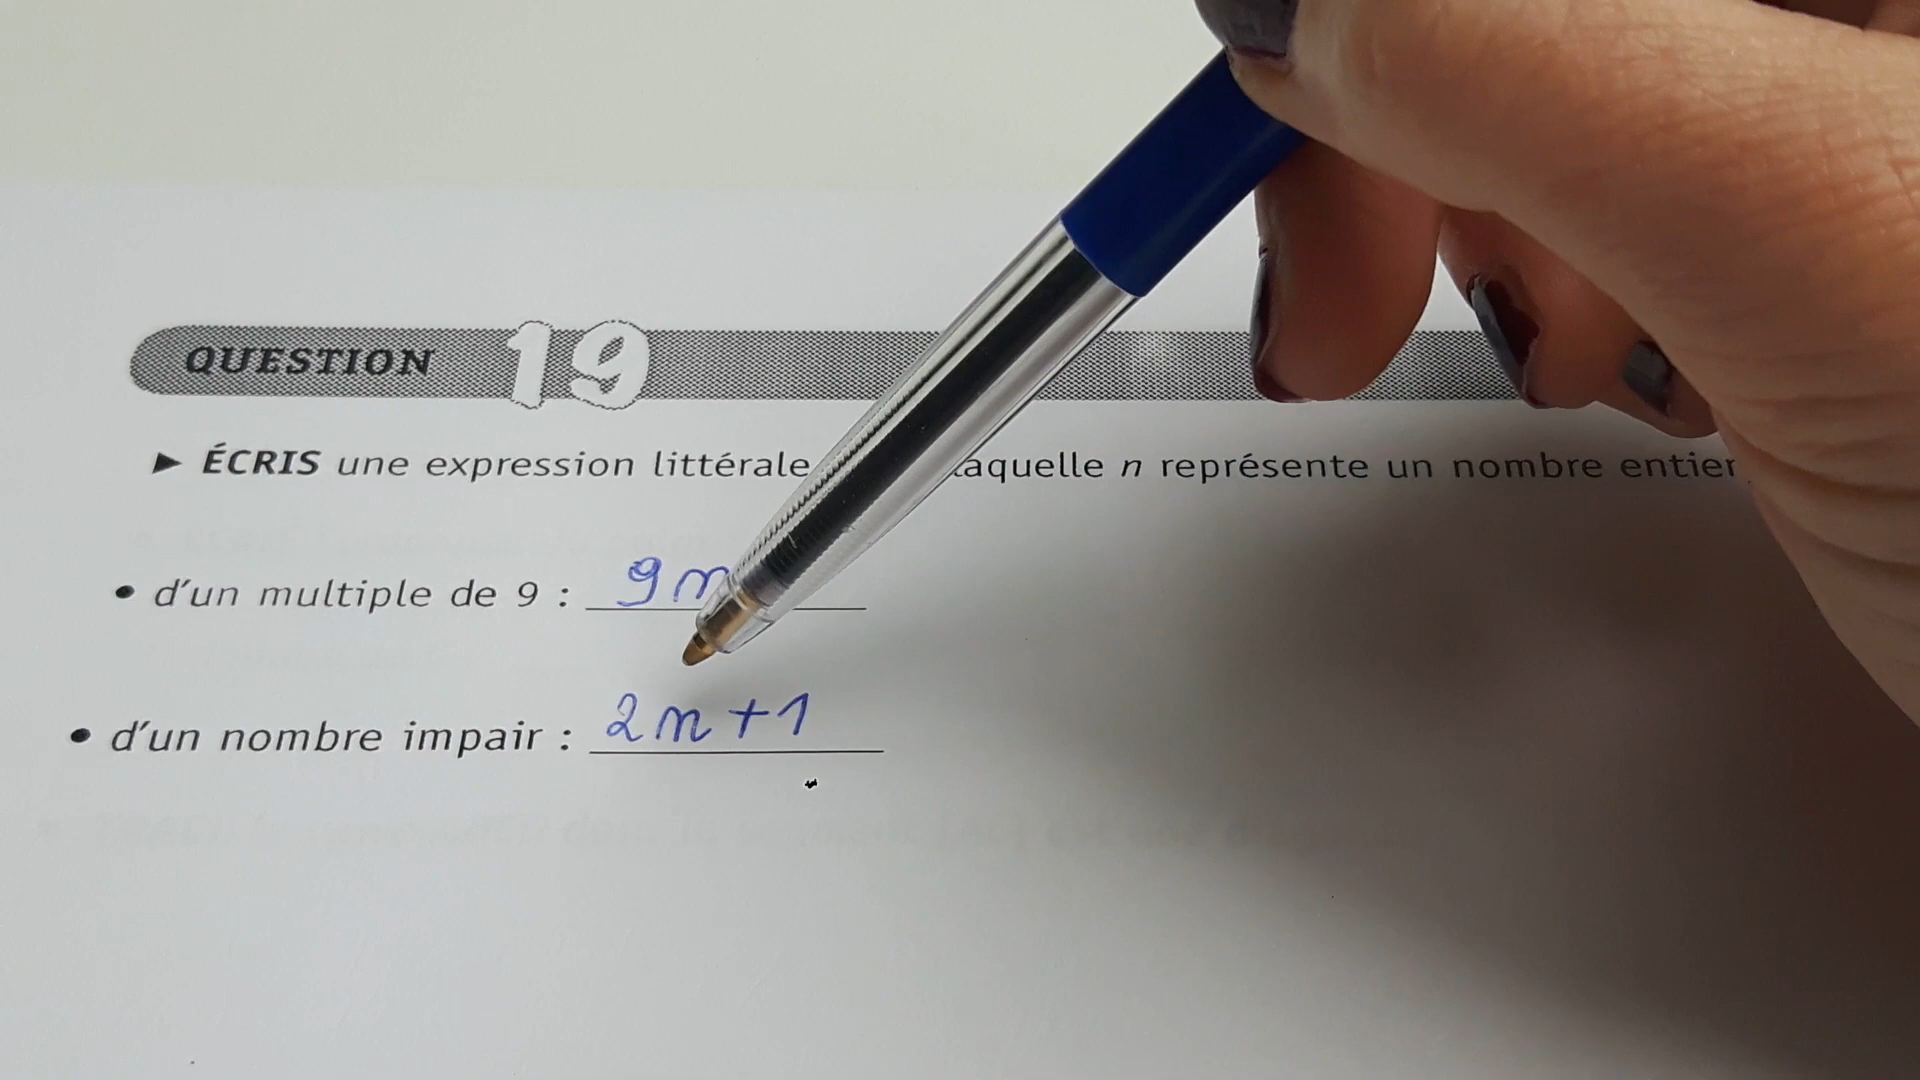 QUESTION 19
► ÉCRIS une expression littérale laquelle n représente un nombre entier
• d'un multiple de 9 : 9n
• d'un nombre impair : 2n+1